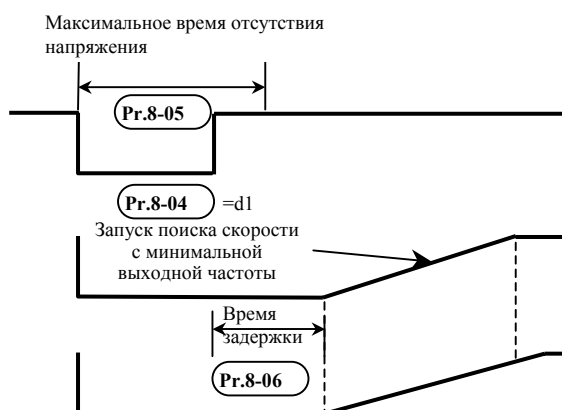 Максимальное время отсутствия
напряжения
Pr.8-05
Pr.8-04 =d1
Запуск поиска скорости
с минимальной
выходной частоты
Время
задержки
Pr.8-06